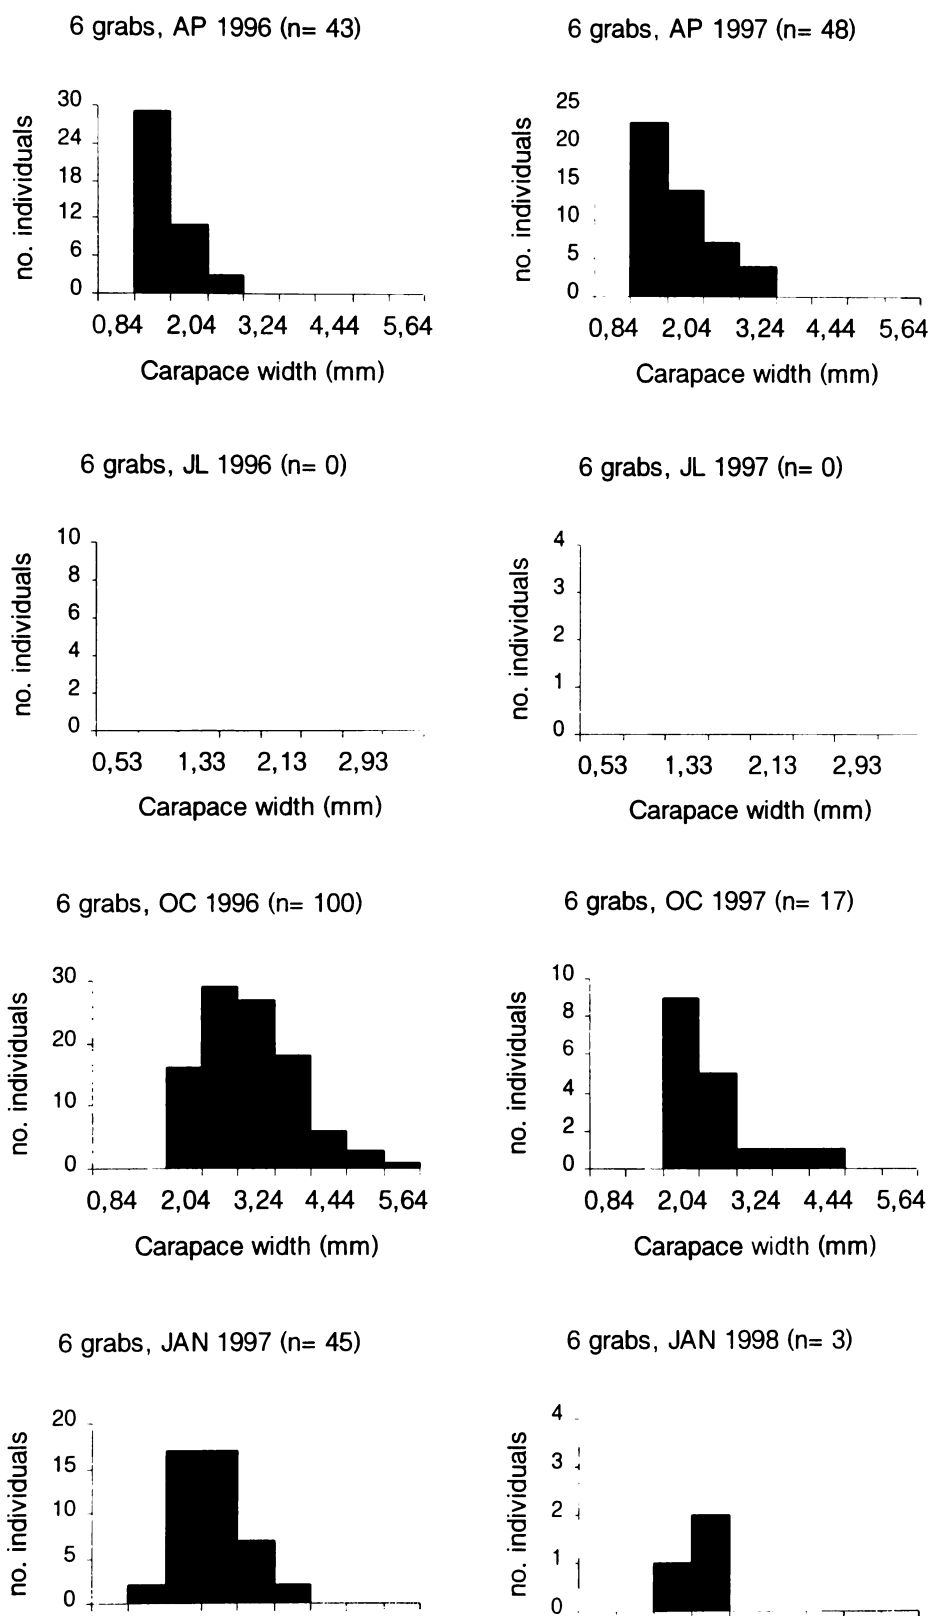 6 grabs, AP 1996 (n= 43)
no. individuals
30
24
18
12
6
0
0,84 2,04 3,24 4,44 5,64
Carapace width (mm)
6 grabs, AP 1997 (n= 48)
no. individuals
25
20
15
10
5
0
0,84 2,04 3,24 4,44 5,64
Carapace width (mm)
6 grabs, JL 1996 (n= 0)
no. individuals
10
8
6
4
2
0
0,53 1,33 2,13 2,93
Carapace width (mm)
6 grabs, JL 1997 (n= 0)
no. individuals
4
3
2
1
0
0,53 1,33 2,13 2,93
Carapace width (mm)
6 grabs, OC 1996 (n= 100)
no. individuals
30
20
10
0
0,84 2,04 3,24 4,44 5,64
Carapace width (mm)
6 grabs, OC 1997 (n= 17)
no. individuals
10
8
6
4
2
0
0,84 2,04 3,24 4,44 5,64
Carapace width (mm)
6 grabs, JAN 1997 (n= 45)
no. individuals
20
15
10
5
0
6 grabs, JAN 1998 (n= 3)
no. individuals
4
3
2
1
0